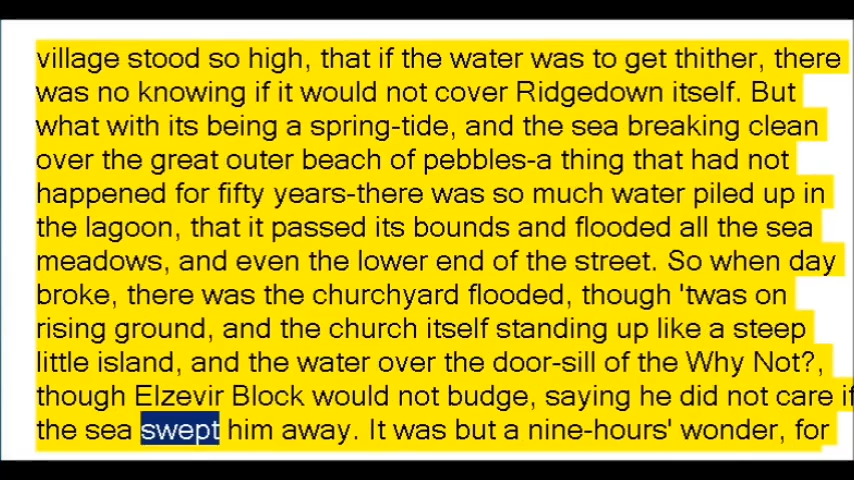 village stood so high, that if the water was to get thither, there
was no knowing if it would not cover Ridgedown itself. But
what with its being a spring-tide, and the sea breaking clean
over the great outer beach of pebbles-a thing that had not
happened for fifty years-there was so much water piled up in
the lagoon, that it passed its bounds and flooded all the sea
meadows, and even the lower end of the street. So when day
broke, there was the churchyard flooded, though 'twas on
rising ground, and the church itself standing up like a steep
little island, and the water over the door-sill of the Why Not?,
though Elzevir Block would not budge, saying he did not care if
the sea swept him away. It was but a nine-hours' wonder, for